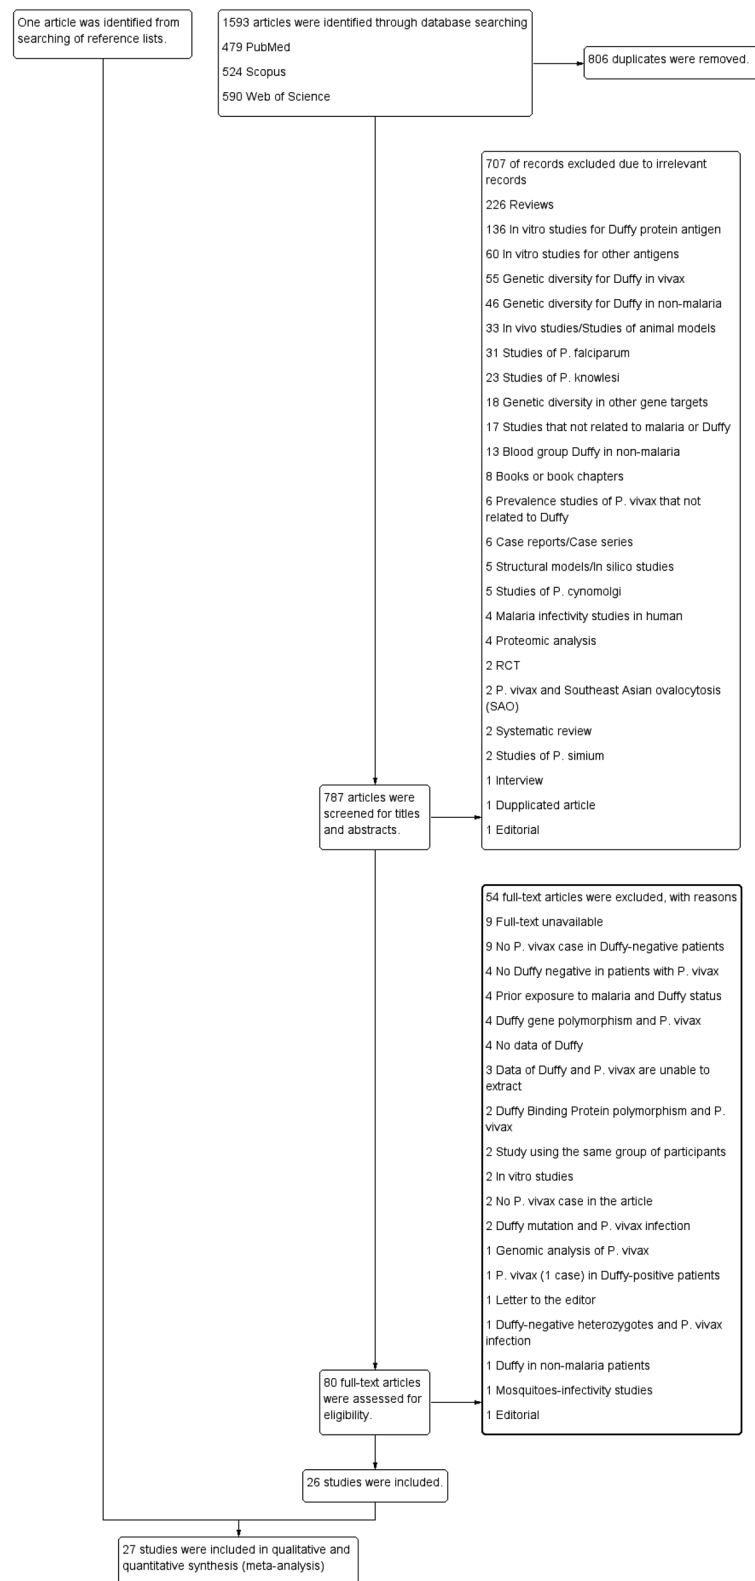 One article was identified from
searching of reference lists.
1593 articles were identified through database searching
479 PubMed
524 Scopus
590 Web of Science
806 duplicates were removed.
707 of records excluded due to irrelevant
records
226 Reviews
136 In vitro studies for Duffy protein antigen
60 In vitro studies for other antigens
55 Genetic diversity for Duffy in vivax
46 Genetic diversity for Duffy in non-malaria
33 In vivo studies/Studies of animal models
31 Studies of P. falciparum
23 Studies of P. knowlesi
18 Genetic diversity in other gene targets
17 Studies that not related to malaria or Duffy
13 Blood group Duffy in non-malaria
8 Books or book chapters
6 Prevalence studies of P. vivax that not
related to Duffy
6 Case reports/Case series
5 Structural models/In silico studies
5 Studies of P. cynomolgi
4 Malaria infectivity studies in human
4 Proteomic analysis
2 RCT
2 P. vivax and Southeast Asian ovalocytosis
(SAO)
2 Systematic review
2 Studies of P. simium
1 Interview
1 Dupplicated article
1 Editorial
787 articles were
screened for titles
and abstracts.
54 full-text articles were excluded, with reasons
9 Full-text unavailable
9 No P. vivax case in Duffy-negative patients
4 No Duffy negative in patients with P. vivax
4 Prior exposure to malaria and Duffy status
4 Duffy gene polymorphism and P. vivax
4 No data of Duffy
3 Data of Duffy and P. vivax are unable to
extract
2 Duffy Binding Protein polymorphism and P.
vivax
2 Study using the same group of participants
2 In vitro studies
2 No P. vivax case in the article
2 Duffy mutation and P. vivax infection
1 Genomic analysis of P. vivax
1 P. vivax (1 case) in Duffy-positive patients
1 Letter to the editor
1 Duffy-negative heterozygotes and P. vivax
infection
1 Duffy in non-malaria patients
1 Mosquitoes-infectivity studies
1 Editorial
80 full-text articles
were assessed for
eligibility.
26 studies were included.
27 studies were included in qualitative and
quantitative synthesis (meta-analysis)